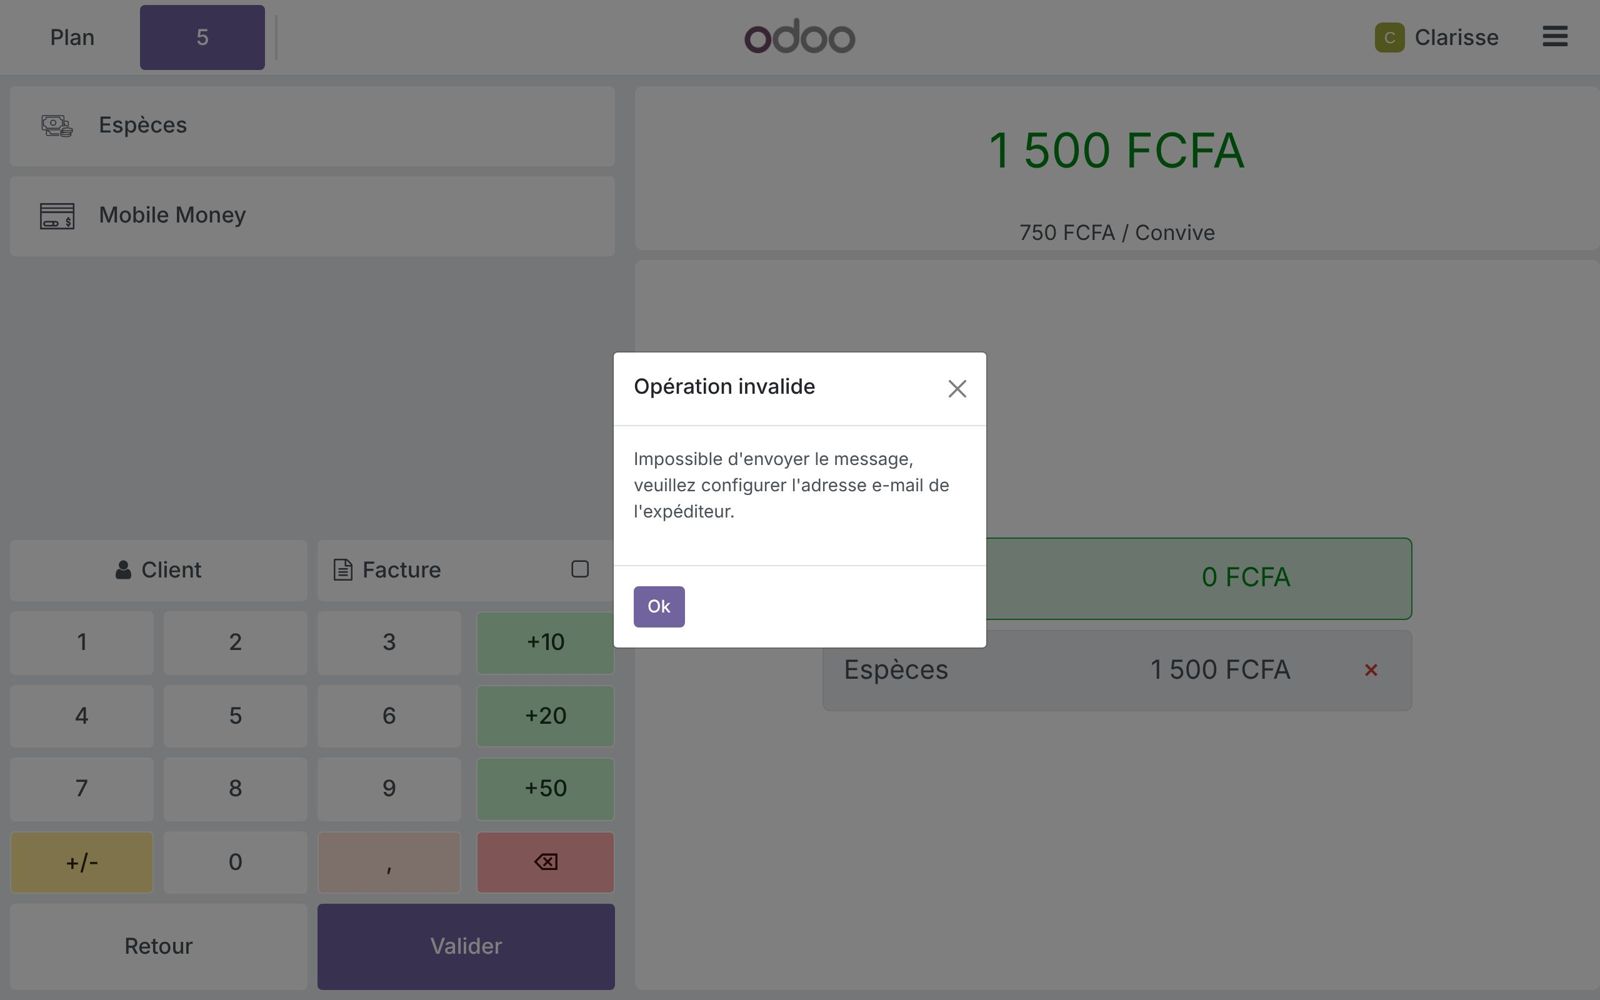 Plan
5
odoo
C
Clarisse
Espèces
Mobile Money
1 500 FCFA
750 FCFA / Convive
Opération invalide
Impossible d'envoyer le message,
veuillez configurer l'adresse e-mail de
l'expéditeur.
Ok
0 FCFA
Espèces 1 500 FCFA
Client
Facture
1 2 3 +10
4 5 6 +20
7 8 9 +50
+/- 0 ,
Retour
Valider